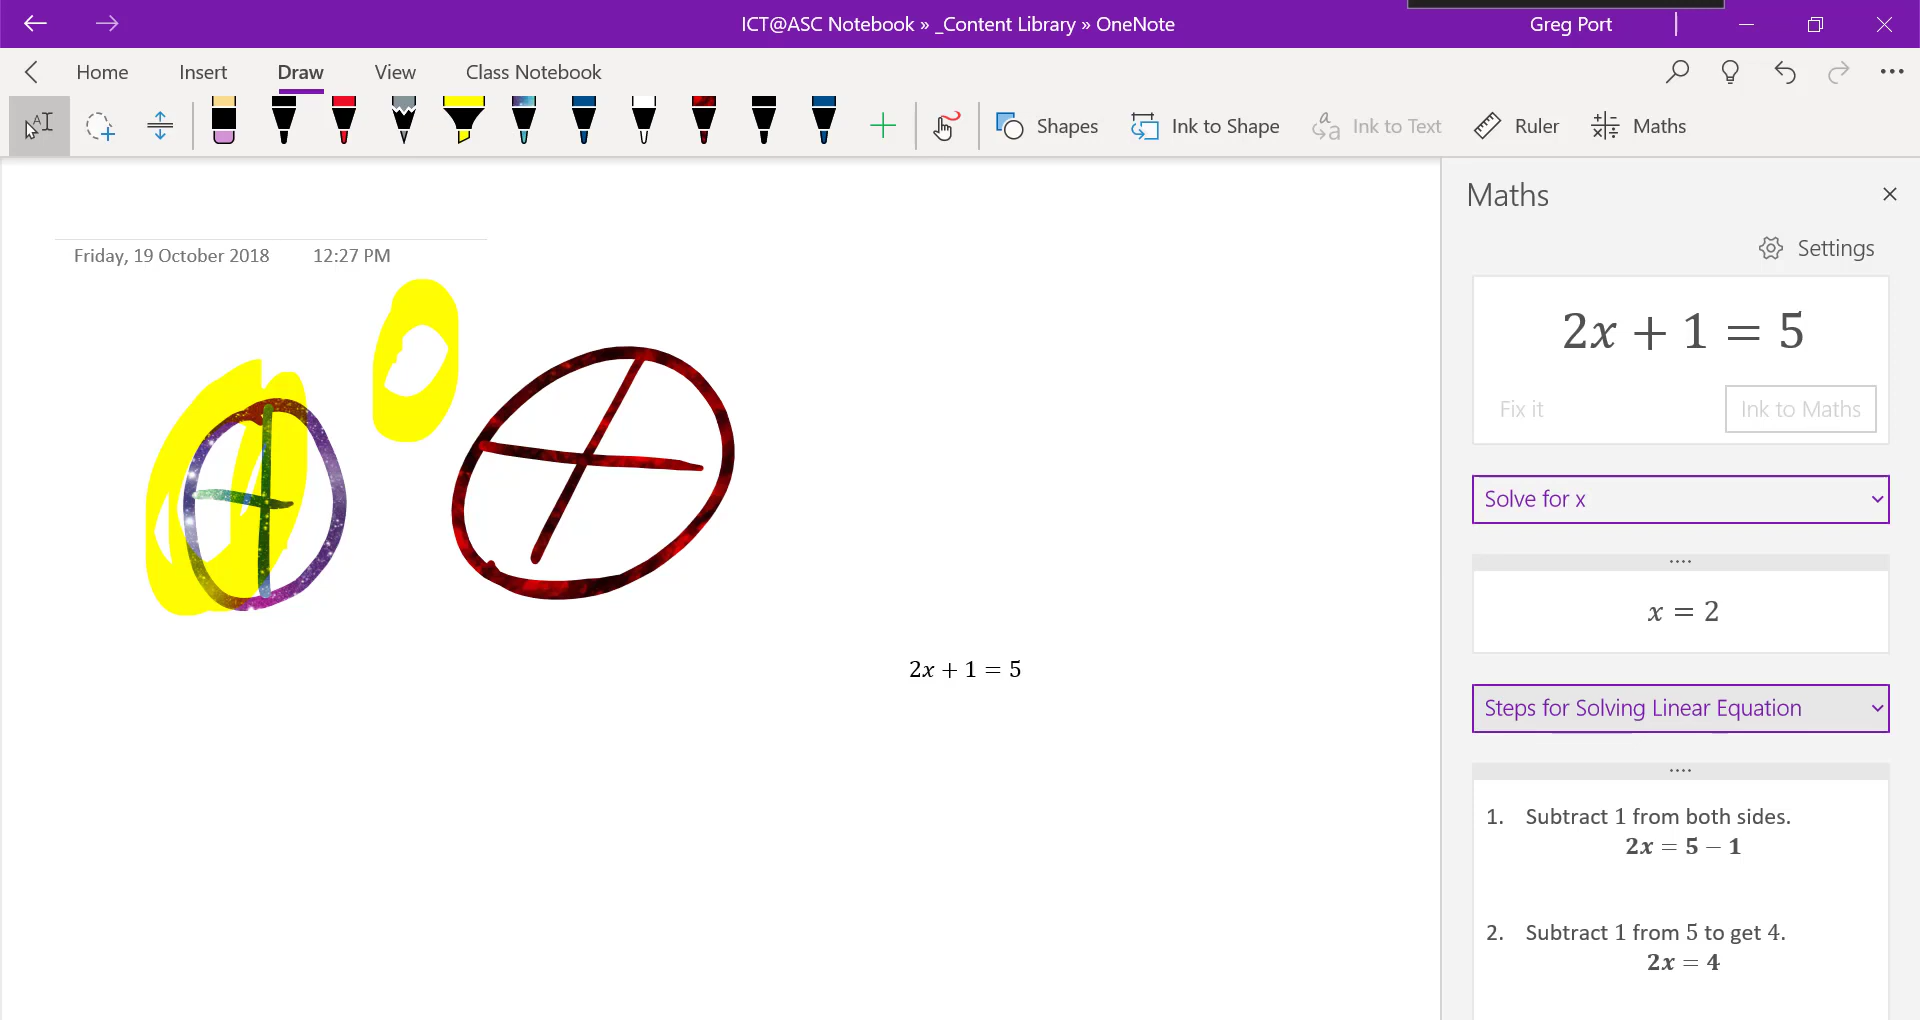 ICT@ASC Notebook » _Content Library » OneNote
Greg Port
Home Insert Draw View Class Notebook
Shapes Ink to Shape Ink to Text Ruler Maths
Maths
Settings
Friday, 19 October 2018 12:27 PM
2x + 1 = 5
Fix it Ink to Maths
Solve for x
x = 2
2x + 1 = 5
Steps for Solving Linear Equation
1. Subtract 1 from both sides.
2x = 5 − 1
2. Subtract 1 from 5 to get 4.
2x = 4